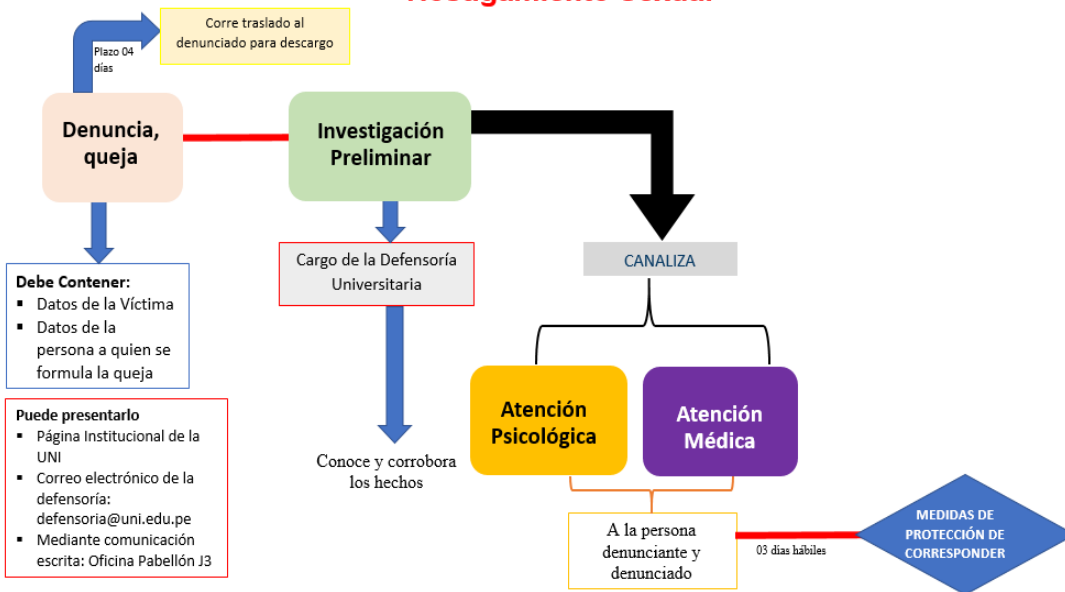 Corre traslado al
denunciado para descargo
Plazo 04
días
Denuncia,
queja
Investigación
Preliminar
Cargo de la Defensoría
Universitaria
CANALIZA
Debe Contener:
▪ Datos de la Víctima
▪ Datos de la
persona a quien se
formula la queja
Atención
Psicológica
Atención
Médica
Puede presentarlo
▪ Página Institucional de la
UNI
▪ Correo electrónico de la
defensoría:
defensoria@uni.edu.pe
▪ Mediante comunicación
escrita: Oficina Pabellón J3
Conoce y corrobora
los hechos
A la persona
denunciante y
denunciado
03 días hábiles
MEDIDAS DE
PROTECCIÓN DE
CORRESPONDER